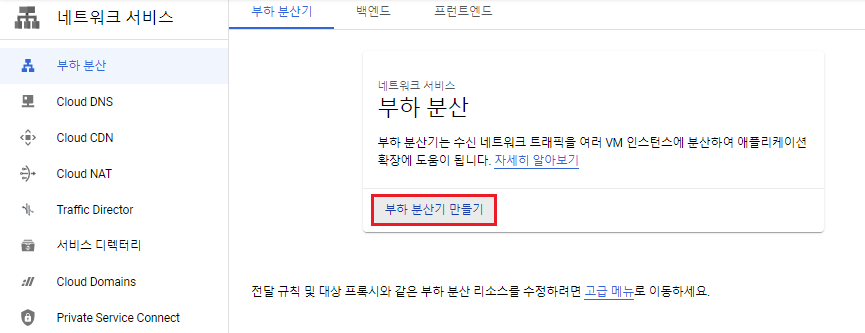 네트워크 서비스
부하 분산
Cloud DNS
Cloud CDN
Cloud NAT
Traffic Director
서비스 디렉터리
Cloud Domains
Private Service Connect
부하 분산기 백엔드 프런트엔드
네트워크 서비스
부하 분산
부하 분산기는 수신 네트워크 트래픽을 여러 VM 인스턴스에 분산하여 애플리케이션
확장에 도움이 됩니다. 자세히 알아보기
부하 분산기 만들기
전달 규칙 및 대상 프록시와 같은 부하 분산 리소스를 수정하려면 고급 메뉴로 이동하세요.